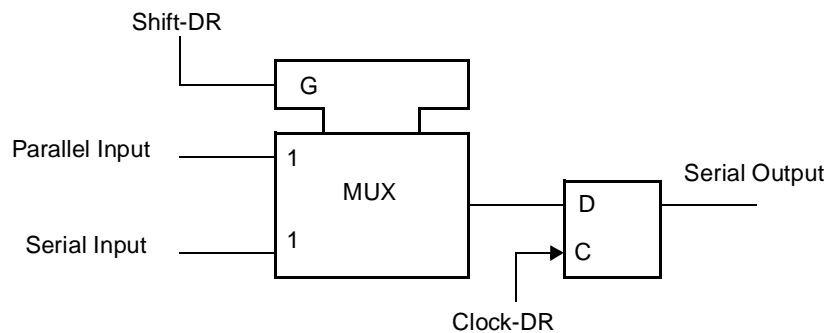 Shift-DR
G
Parallel Input
1
MUX
Serial Output
D
1
Serial Input
C
Clock-DR